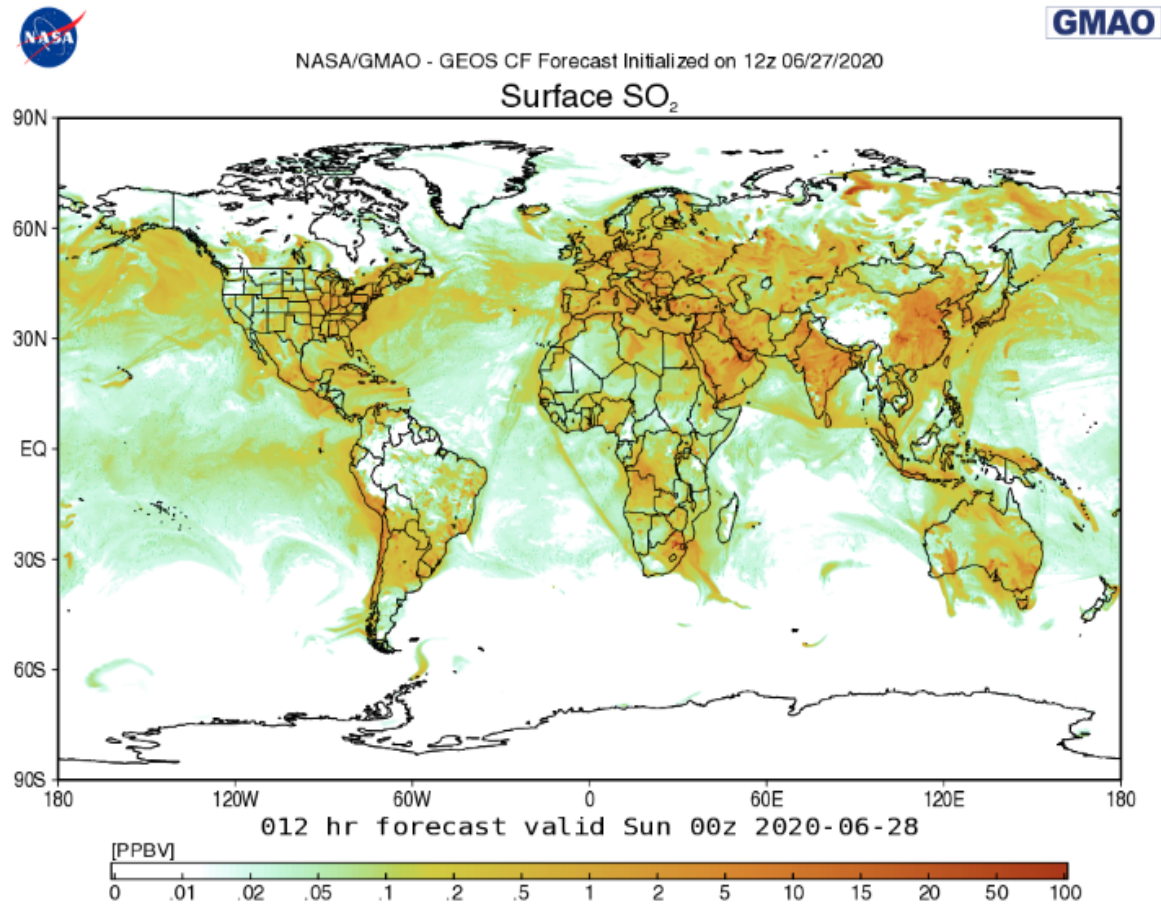 NASA
GMAO
NASA/GMAO - GEOS CF Forecast Initialized on 12z 06/27/2020
Surface SO₂
90N
60N
30N
EQ
30S
60S
90S
180 120W 60W 0 60E 120E 180
012 hr forecast valid Sun 00z 2020-06-28
[PPBV]
0 .01 .02 .05 .1 .2 .5 1 2 5 10 15 20 50 100